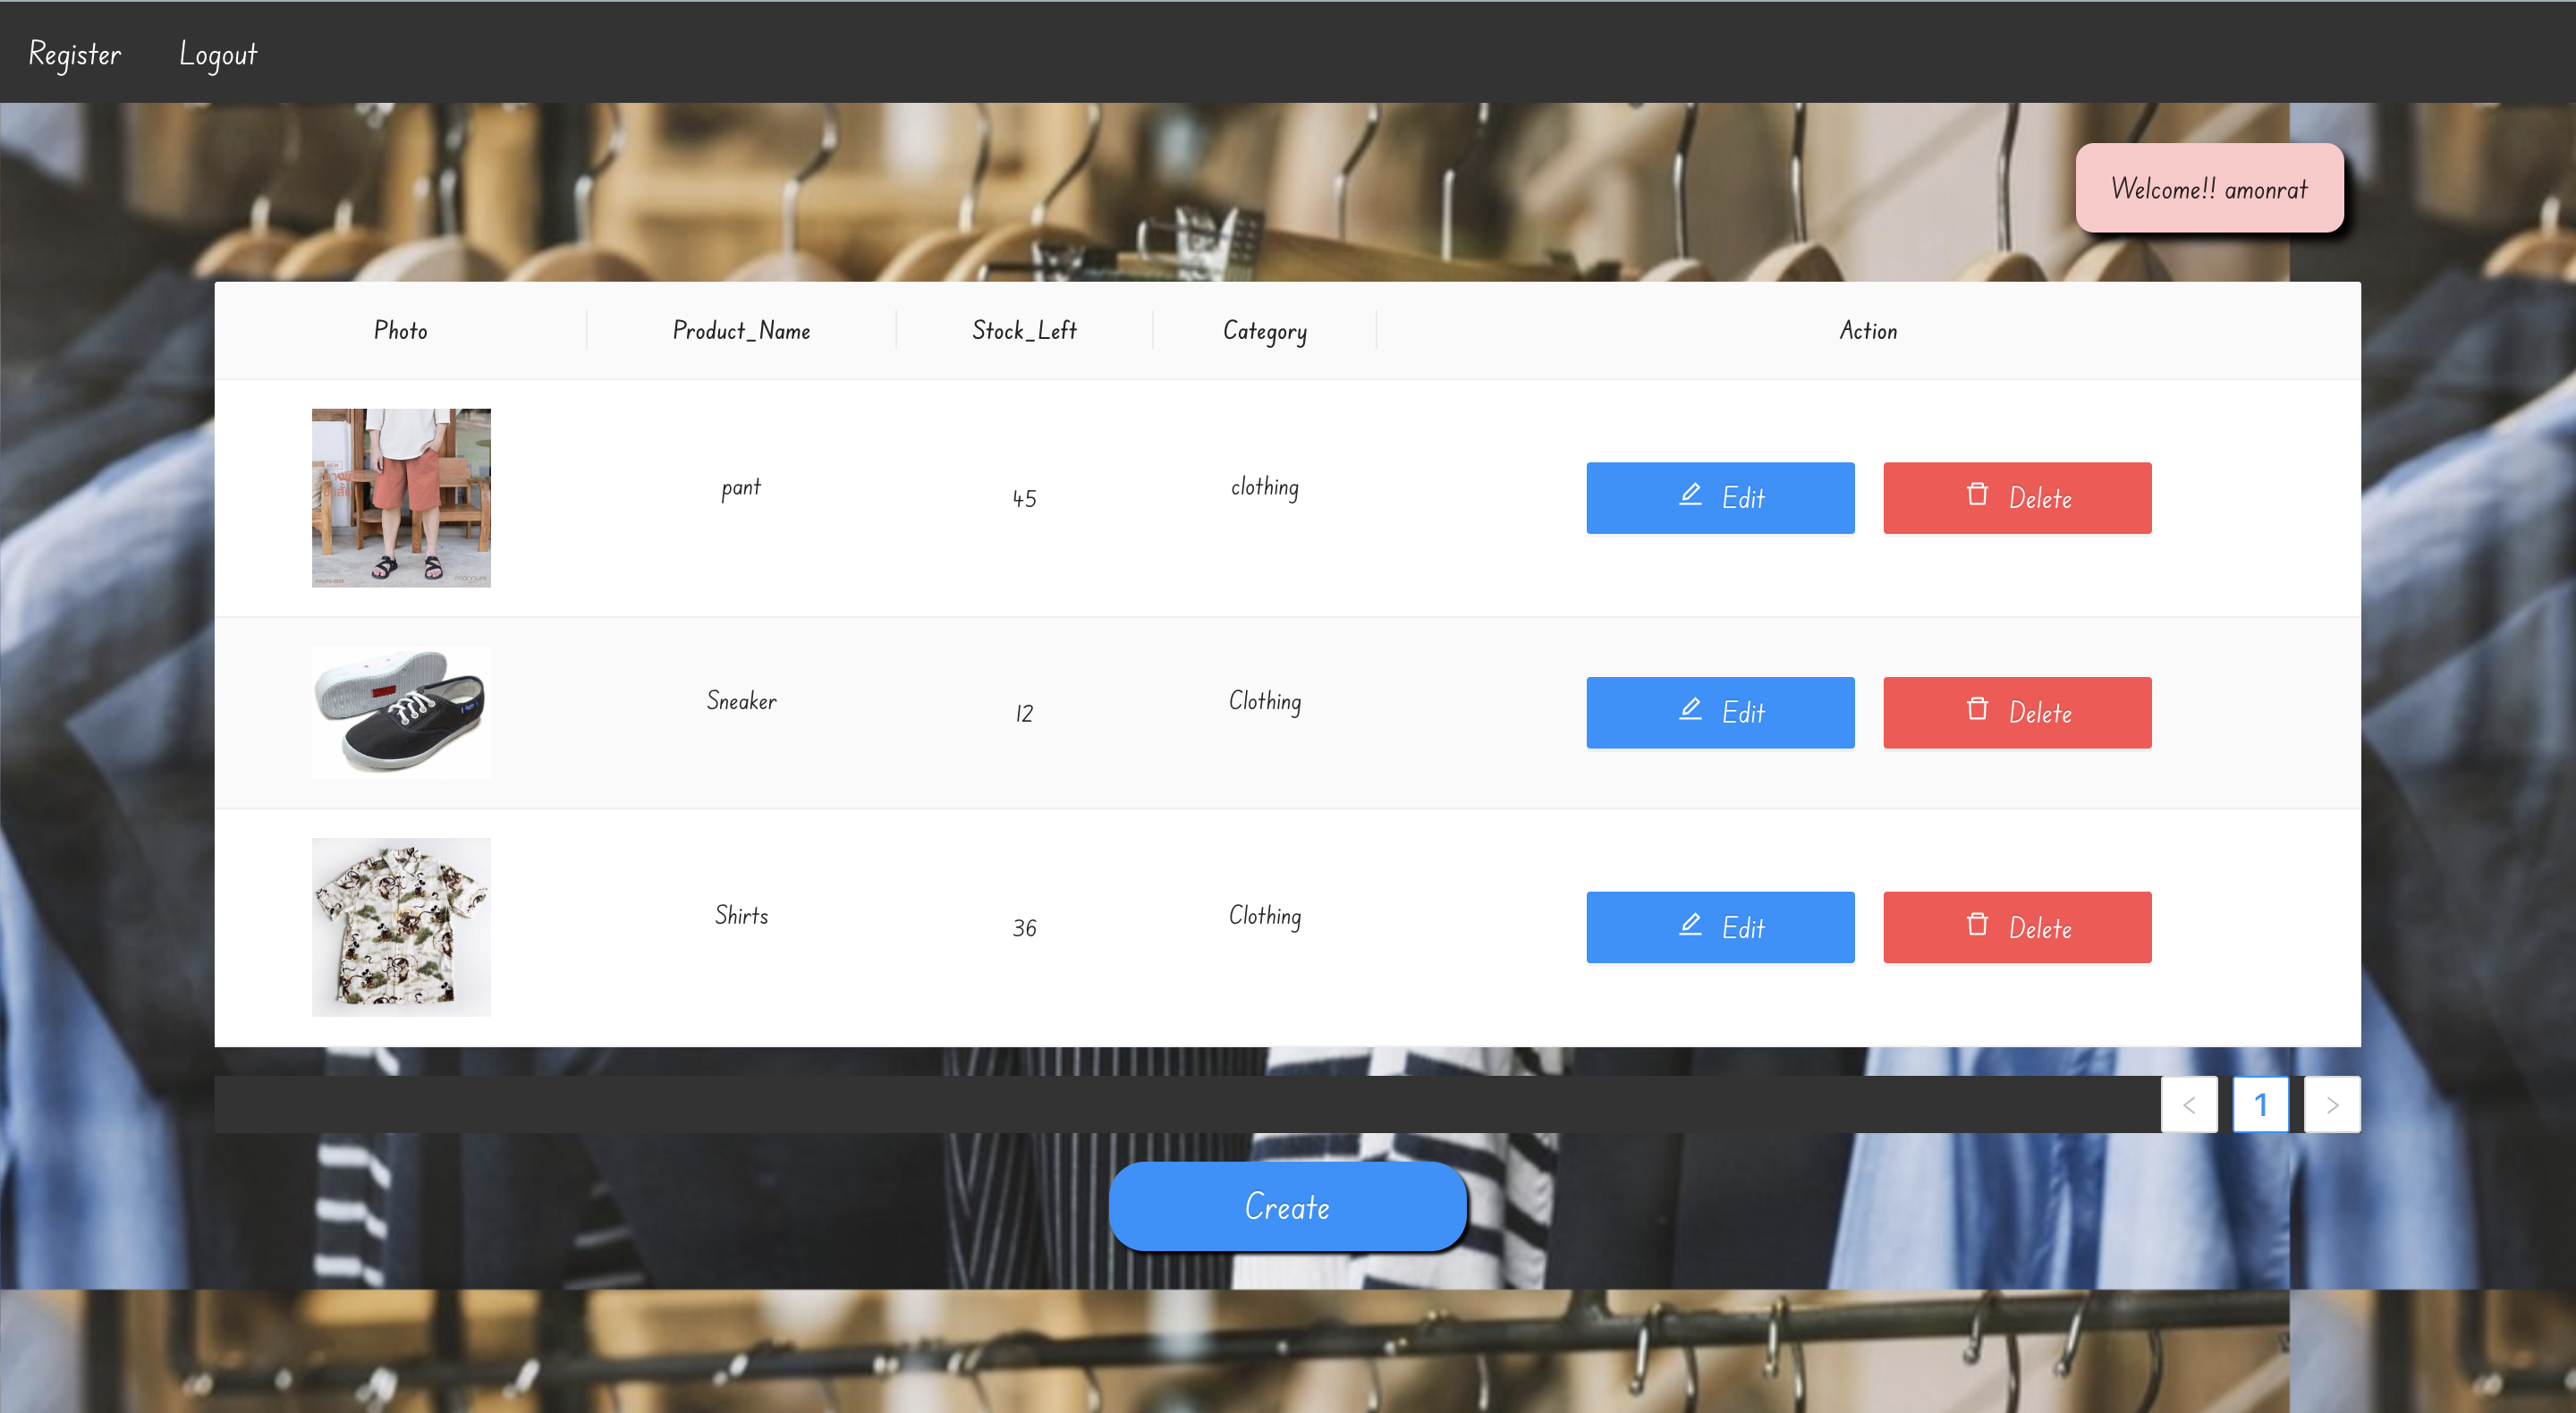 Register Logout
Welcome!! amonrat
Photo Product_Name Stock_Left Category Action
pant 45 clothing Edit Delete
Sneaker 12 Clothing Edit Delete
Shirts 36 Clothing Edit Delete
1
Create